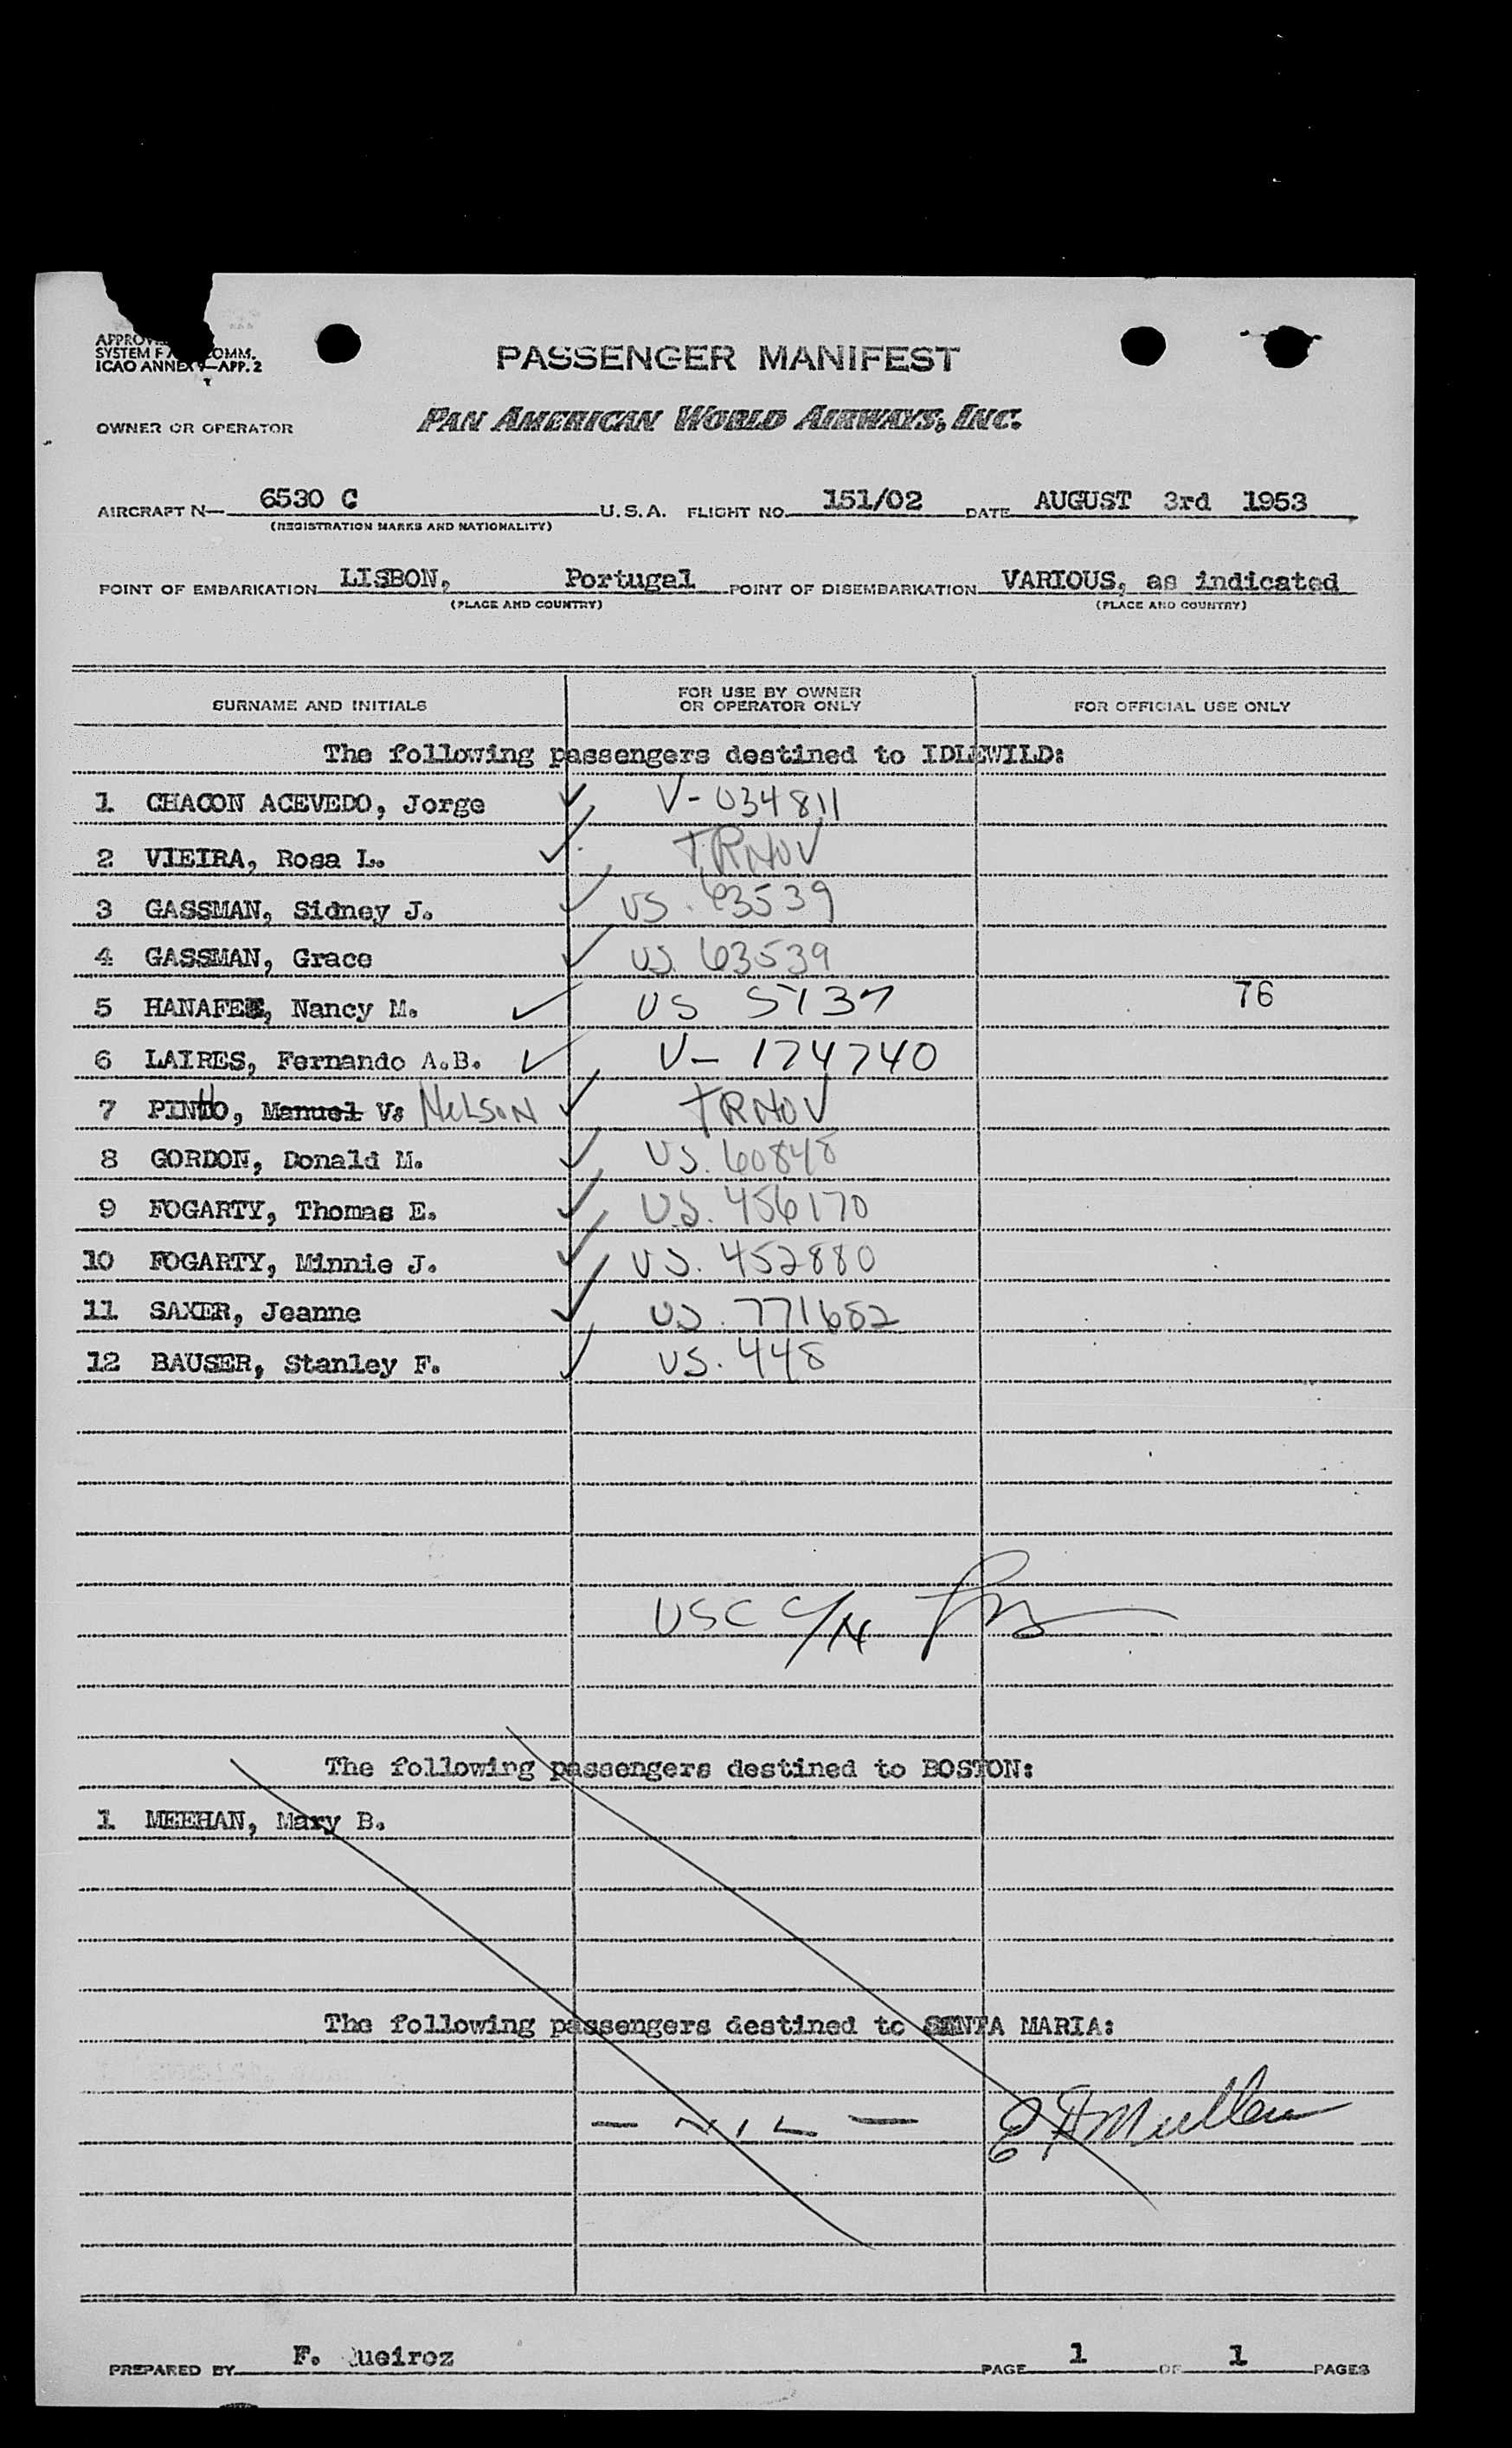 ICAO ANNEX 9—APP. 2
PASSENGER MANIFEST
OWNER OR OPERATOR PAN AMERICAN WORLD AIRWAYS, INC.
AIRCRAFT N— 6530 C U.S.A. FLIGHT NO. 151/02 DATE AUGUST 3rd 1953
(REGISTRATION MARKS AND NATIONALITY)
POINT OF EMBARKATION LISBON, Portugal POINT OF DISEMBARKATION VARIOUS, as indicated
(PLACE AND COUNTRY) (PLACE AND COUNTRY)
SURNAME AND INITIALS FOR USE BY OWNER OR OPERATOR ONLY FOR OFFICIAL USE ONLY
The following passengers destined to IDLEWILD:
1 CHACON ACEVEDO, Jorge V-034811
2 VIEIRA, Rosa L. TRNOV
3 GASSMAN, Sidney J. US. 63539
4 GASSMAN, Grace US. 63539
5 HANAFEE, Nancy M. US 5737 76
6 LAIRES, Fernando A.B. V- 174740
7 PINTO, Manuel V. NELSON TRNOV
8 GORDON, Donald M. US. 60848
9 FOGARTY, Thomas E. U.S. 456170
10 FOGARTY, Minnie J. US. 452880
11 SAXER, Jeanne US. 771682
12 BAUSER, Stanley F. US. 448
USC C/N
The following passengers destined to BOSTON:
1 MEEHAN, Mary B.
The following passengers destined to SANTA MARIA:
— NIL — Mullen
PREPARED BY F. ueiroz PAGE 1 OF 1 PAGES